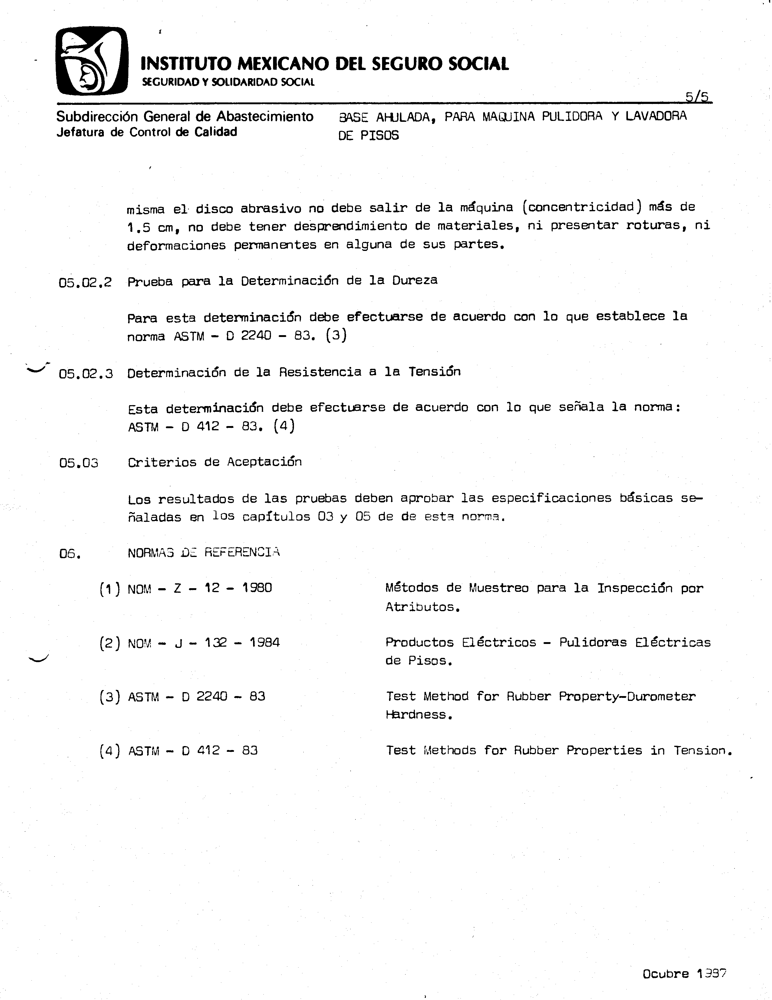 INSTITUTO MEXICANO DEL SEGURO SOCIAL
SEGURIDAD Y SOLIDARIDAD SOCIAL
5/5
Subdirección General de Abastecimiento
Jefatura de Control de Calidad
BASE AHULADA, PARA MAQUINA PULIDORA Y LAVADORA
DE PISOS
misma el disco abrasivo no debe salir de la máquina (concentricidad) más de
1.5 cm, no debe tener desprendimiento de materiales, ni presentar roturas, ni
deformaciones permanentes en alguna de sus partes.
05.02.2 Prueba para la Determinación de la Dureza
Para esta determinación debe efectuarse de acuerdo con lo que establece la
norma ASTM - D 2240 - 83. (3)
05.02.3 Determinación de la Resistencia a la Tensión
Esta determinación debe efectuarse de acuerdo con lo que señala la norma:
ASTM - D 412 - 83. (4)
05.03 Criterios de Aceptación
Los resultados de las pruebas deben aprobar las especificaciones básicas se-
ñaladas en los capítulos 03 y 05 de de esta norma.
06. NORMAS DE REFERENCIA
(1) NOM - Z - 12 - 1980 Métodos de Muestreo para la Inspección por
Atributos.
(2) NOM - J - 132 - 1984 Productos Eléctricos - Pulidoras Eléctricas
de Pisos.
(3) ASTM - D 2240 - 83 Test Method for Rubber Property-Durometer
Hardness.
(4) ASTM - D 412 - 83 Test Methods for Rubber Properties in Tension.
Ocubre 1987